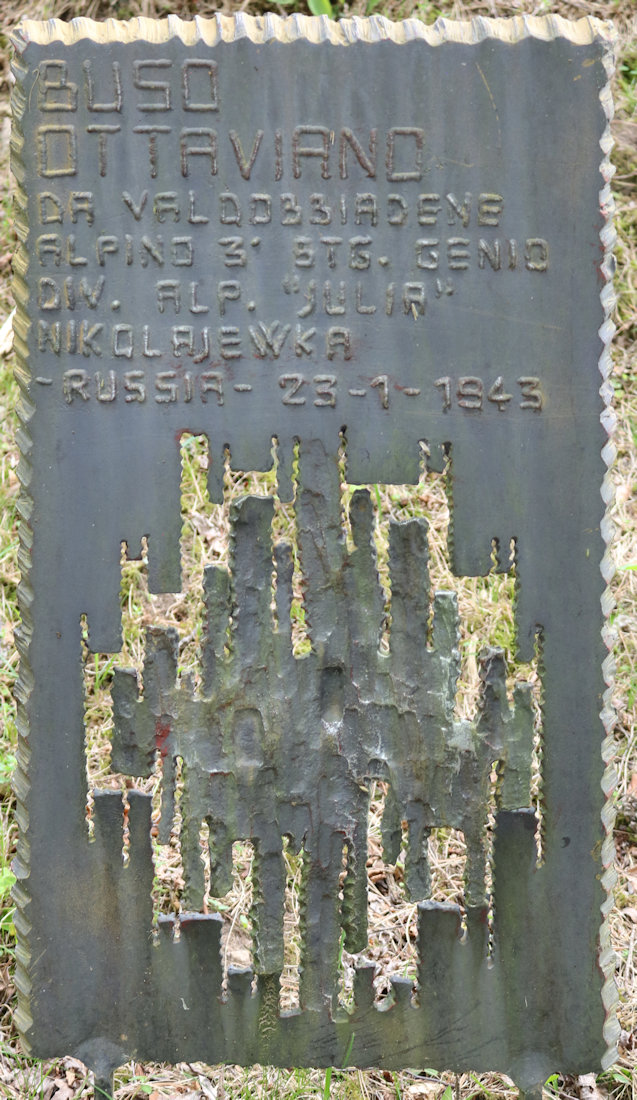 BUSO
OTTAVIANO
DA VALDOBBIADENE
ALPINO 3° BTG. GENIO
DIV. ALP. "JULIA"
NIKOLAJEWKA
-RUSSIA- 23-1-1943